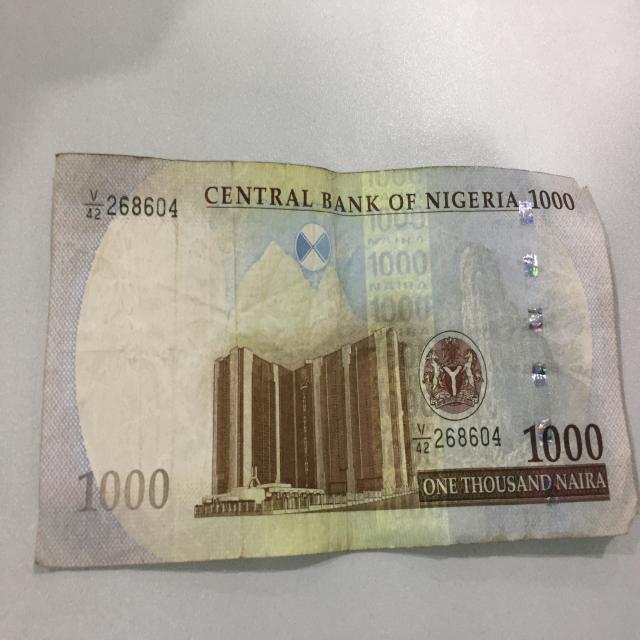 V/42 268604
CENTRAL BANK OF NIGERIA 1000
1000
NAIRA
1000
NAIRA
1000
V/42 268604
1000
1000
ONE THOUSAND NAIRA